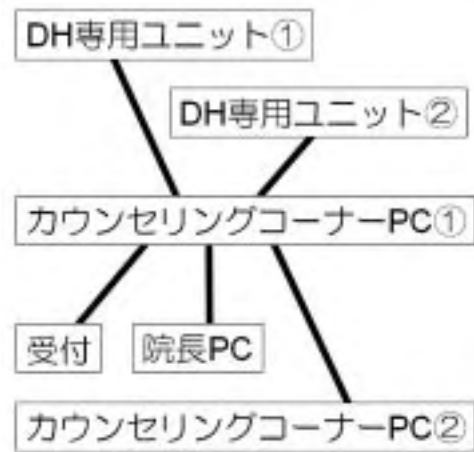 DH専用ユニット①
DH専用ユニット②
カウンセリングコーナーPC①
受付
院長PC
カウンセリングコーナーPC②